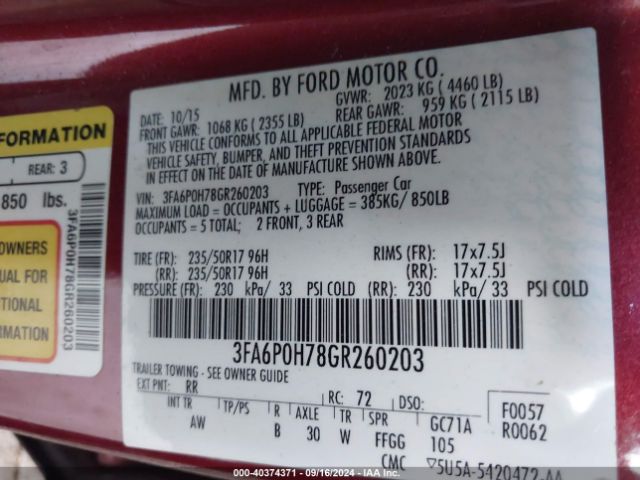 MFD. BY FORD MOTOR CO.
DATE: 10/15 GVWR: 2023 KG ( 4460 LB)
FRONT GAWR: 1068 KG ( 2355 LB) REAR GAWR: 959 KG ( 2115 LB)
THIS VEHICLE CONFORMS TO ALL APPLICABLE FEDERAL MOTOR
VEHICLE SAFETY, BUMPER, AND THEFT PREVENTION STANDARDS
IN EFFECT ON THE DATE OF MANUFACTURE SHOWN ABOVE.
VIN: 3FA6P0H78GR260203 TYPE: Passenger Car
MAXIMUM LOAD = OCCUPANTS + LUGGAGE = 385KG/ 850LB
OCCUPANTS = 5 TOTAL; 2 FRONT, 3 REAR
TIRE (FR): 235/50R17 96H RIMS (FR): 17x7.5J
(RR): 235/50R17 96H (RR): 17x7.5J
PRESSURE (FR): 230 kPa/ 33 PSI COLD (RR): 230 kPa/ 33 PSI COLD
3FA6P0H78GR260203
TRAILER TOWING - SEE OWNER GUIDE
EXT PNT: RR RC: 72 DSO: F0057
INT TR TP/PS R AXLE TR SPR GC71A R0062
AW B 30 W FFGG 105
CMC ▽5U5A-5420472-AA
FORMATION
REAR: 3
850 lbs.
OWNERS
UAL FOR
TIONAL
RMATION
3FA6P0H78GR260203
© IAA - 40374371 - 09/16/2024 - IAAI.com